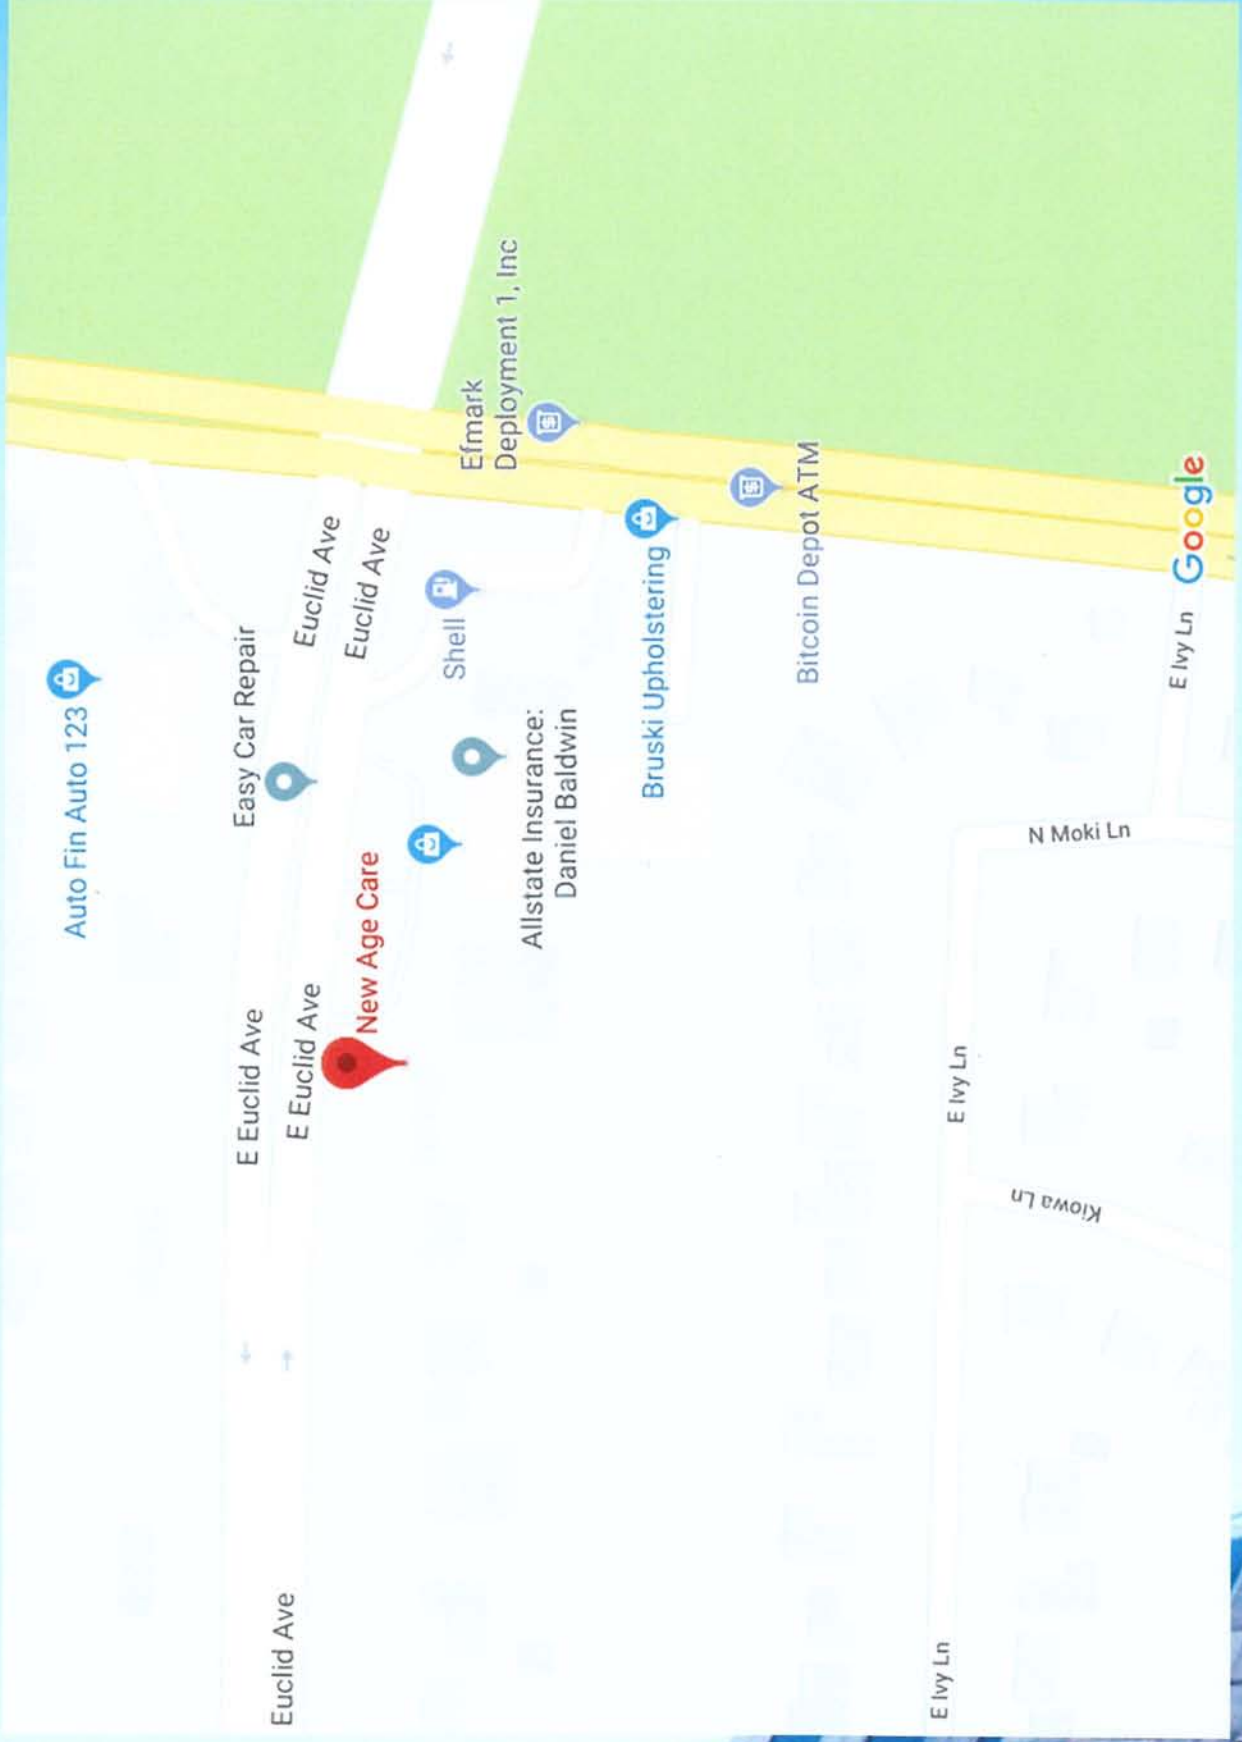 Auto Fin Auto 123
Easy Car Repair
Euclid Ave
Euclid Ave
E Euclid Ave
E Euclid Ave
Euclid Ave
New Age Care
Shell
Efmark
Deployment 1, Inc
Allstate Insurance:
Daniel Baldwin
Bruski Upholstering
Bitcoin Depot ATM
E Ivy Ln
E Ivy Ln
Kiowa Ln
N Moki Ln
E Ivy Ln
Google